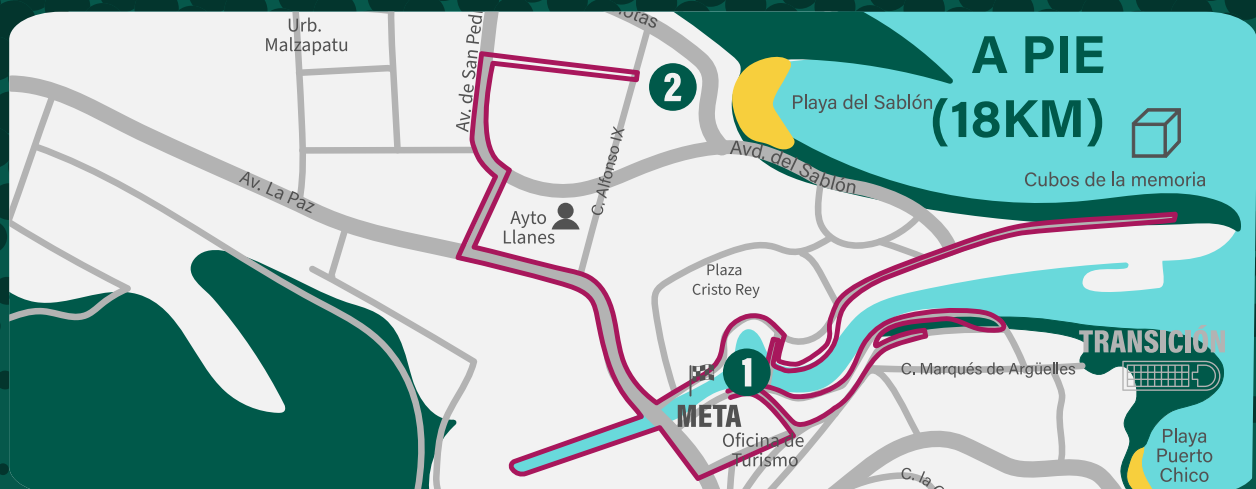 Urb.
Malzapatu
Av. de San Ped
otas
A PIE
(18KM)
2
Playa del Sablón
Cubos de la memoria
Avd. del Sablón
C. Alfonso IX
Av. La Paz
Ayto
Llanes
Plaza
Cristo Rey
1
META
Oficina de
Turismo
C. Marqués de Argüelles
TRANSICIÓN
Playa
Puerto
Chico
C. la